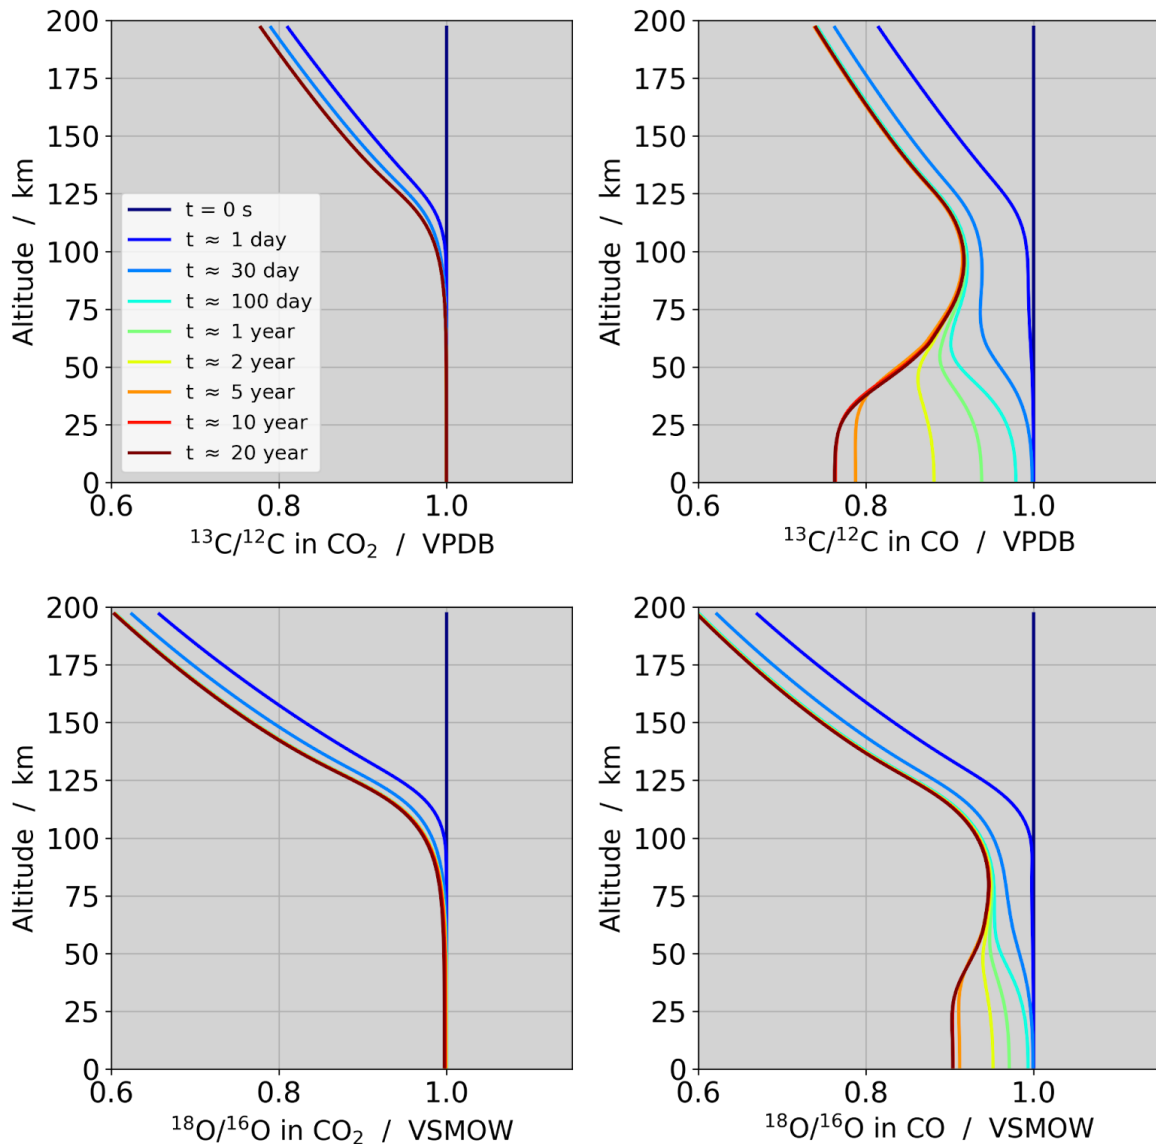 200
175
150
125
100
75
50
25
0
Altitude / km
0.6 0.8 1.0
¹³C/¹²C in CO₂ / VPDB
t = 0 s
t ≈ 1 day
t ≈ 30 day
t ≈ 100 day
t ≈ 1 year
t ≈ 2 year
t ≈ 5 year
t ≈ 10 year
t ≈ 20 year
200
175
150
125
100
75
50
25
0
Altitude / km
0.6 0.8 1.0
¹³C/¹²C in CO / VPDB
200
175
150
125
100
75
50
25
0
Altitude / km
0.6 0.8 1.0
¹⁸O/¹⁶O in CO₂ / VSMOW
200
175
150
125
100
75
50
25
0
Altitude / km
0.6 0.8 1.0
¹⁸O/¹⁶O in CO / VSMOW